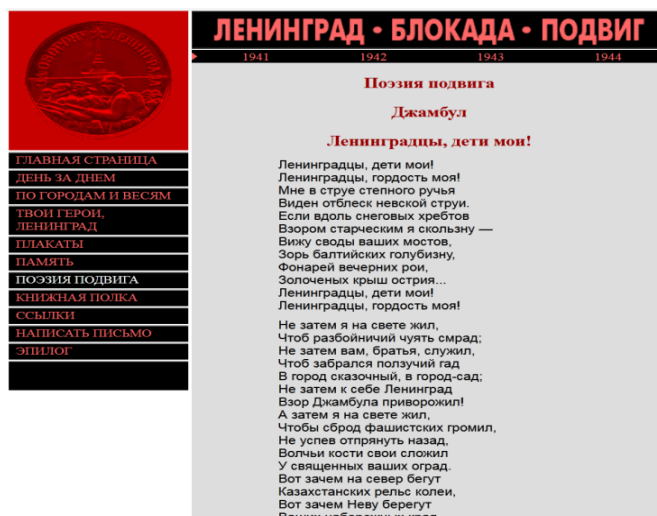 ЛЕНИНГРАД • БЛОКАДА • ПОДВИГ
1941 1942 1943 1944
ГЛАВНАЯ СТРАНИЦА
ДЕНЬ ЗА ДНЕМ
ПО ГОРОДАМ И ВЕСЯМ
ТВОИ ГЕРОИ,
ЛЕНИНГРАД
ПЛАКАТЫ
ПАМЯТЬ
ПОЭЗИЯ ПОДВИГА
КНИЖНАЯ ПОЛКА
ССЫЛКИ
НАПИСАТЬ ПИСЬМО
ЭПИЛОГ
Поэзия подвига
Джамбул
Ленинградцы, дети мои!
Ленинградцы, дети мои!
Ленинградцы, гордость моя!
Мне в струе степного ручья
Виден отблеск невской струи.
Если вдоль снеговых хребтов
Взором старческим я скользну —
Вижу своды ваших мостов,
Зорь балтийских голубизну,
Фонарей вечерних рои,
Золоченых крыш острия...
Ленинградцы, дети мои!
Ленинградцы, гордость моя!
Не затем я на свете жил,
Чтоб разбойничий чуять смрад;
Не затем вам, братья, служил,
Чтоб забрался ползучий гад
В город сказочный, в город-сад;
Не затем к себе Ленинград
Взор Джамбула приворожил!
А затем я на свете жил,
Чтобы сброд фашистских громил,
Не успев отпрянуть назад,
Волчьи кости свои сложил
У священных ваших оград.
Вот зачем на север бегут
Казахстанских рельс колеи,
Вот зачем Неву берегут
Ваших набережных края